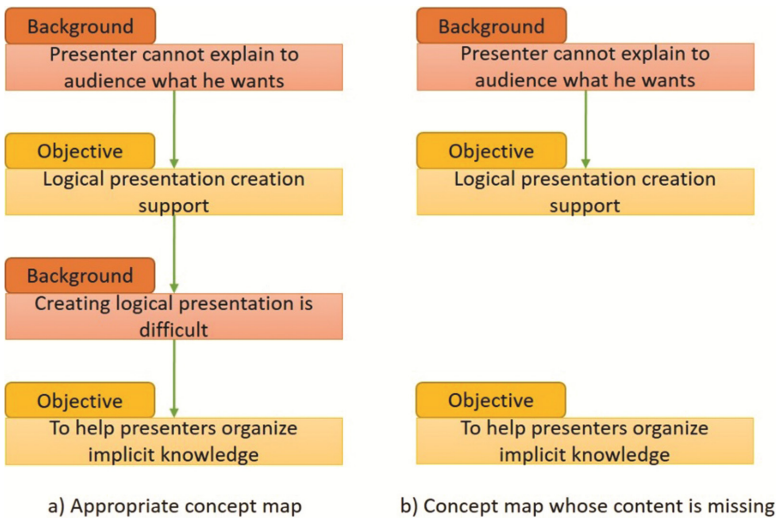 Background
Presenter cannot explain to
audience what he wants
Objective
Logical presentation creation
support
Background
Creating logical presentation is
difficult
Objective
To help presenters organize
implicit knowledge
a) Appropriate concept map
Background
Presenter cannot explain to
audience what he wants
Objective
Logical presentation creation
support
Objective
To help presenters organize
implicit knowledge
b) Concept map whose content is missing